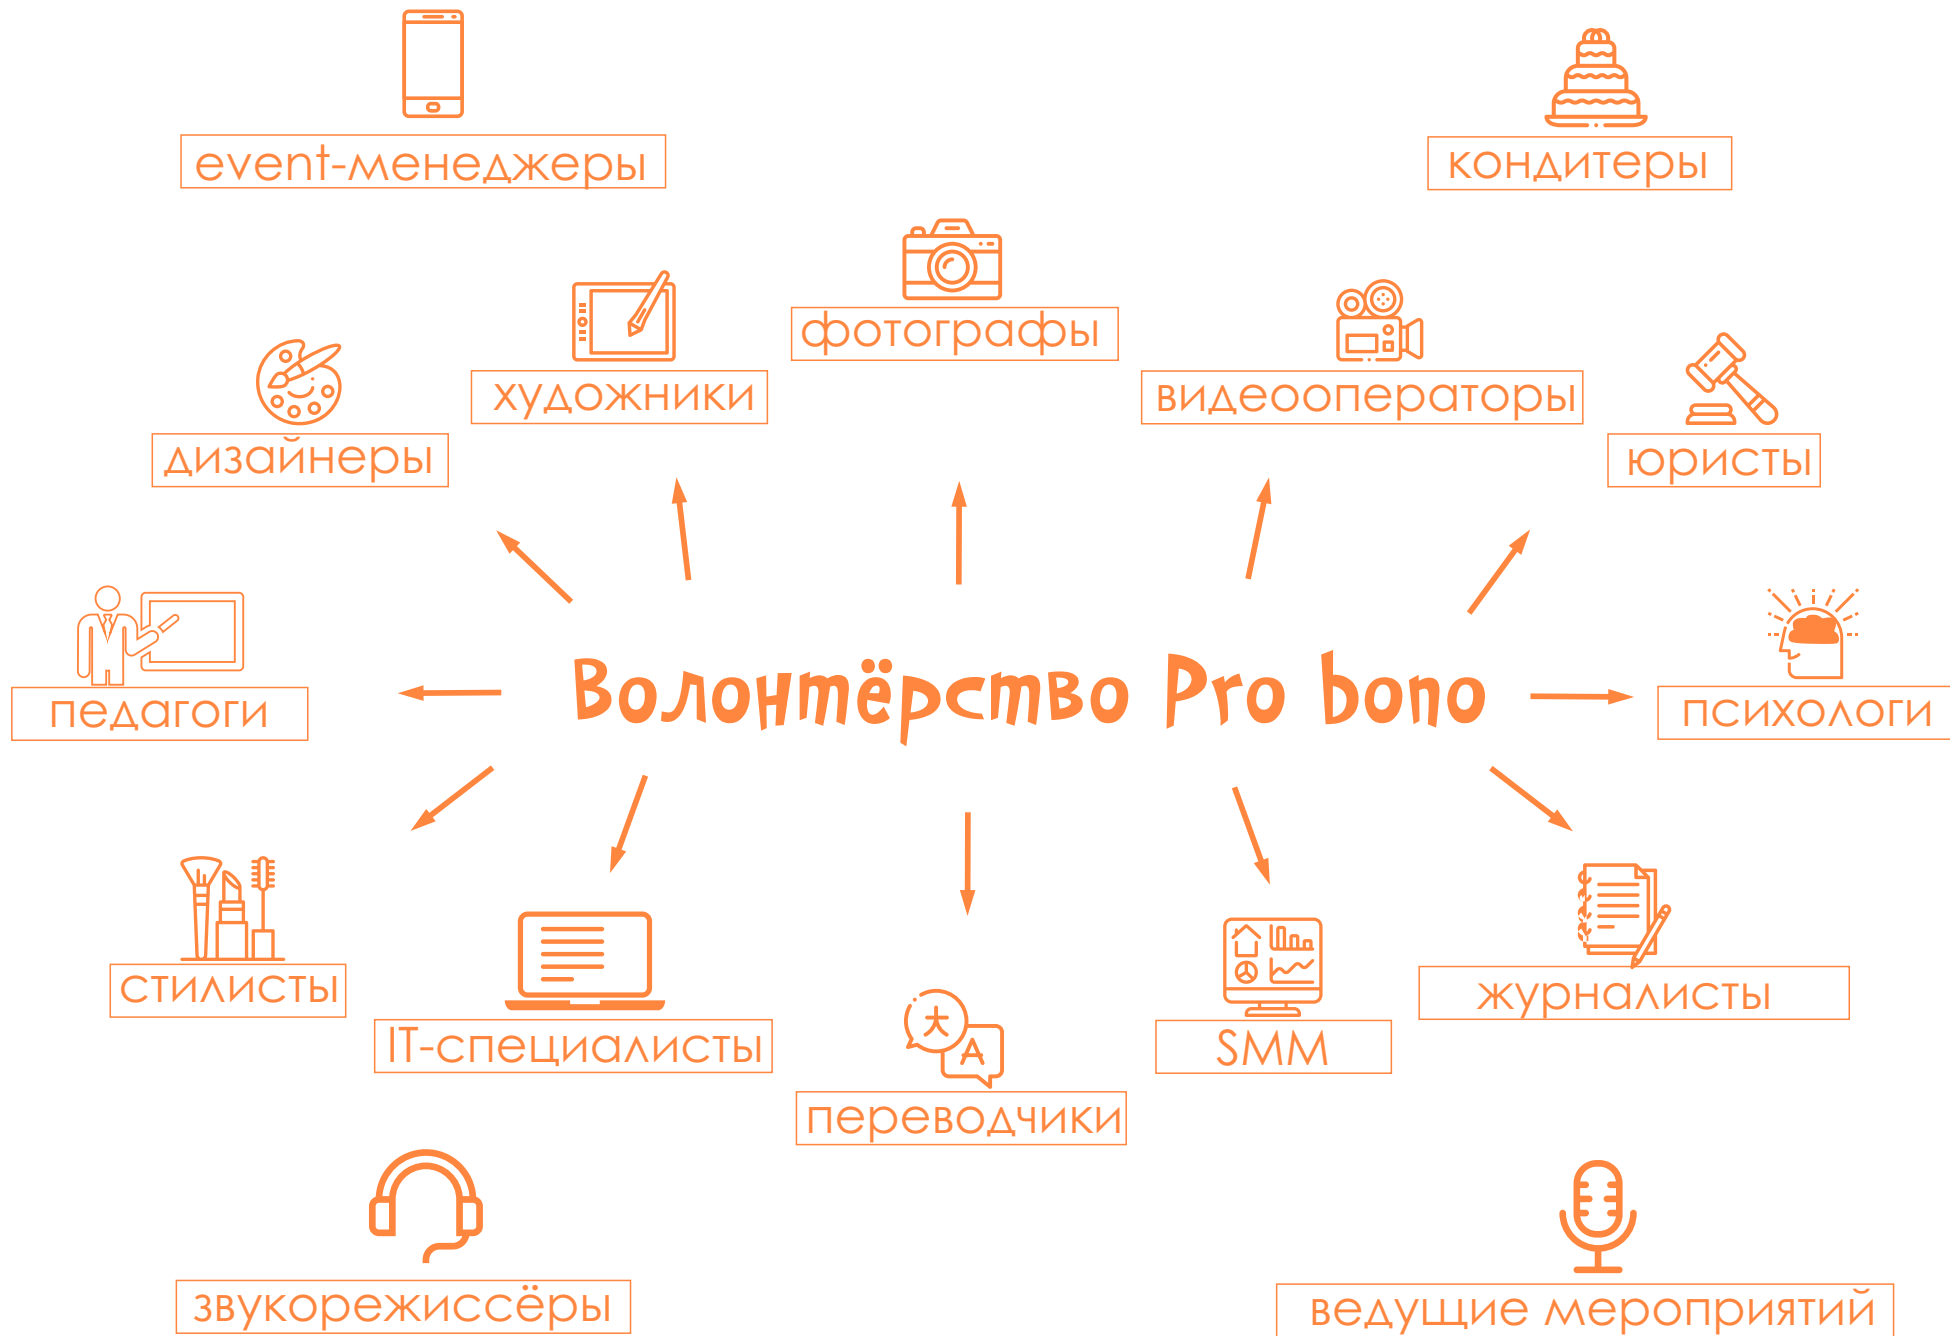 event-менеджеры
кондитеры
фотографы
художники
видеооператоры
дизайнеры
юристы
Волонтёрство Pro bono
педагоги
психологи
стилисты
журналисты
IT-специалисты
SMM
大
A
переводчики
звукорежиссёры
ведущие мероприятий